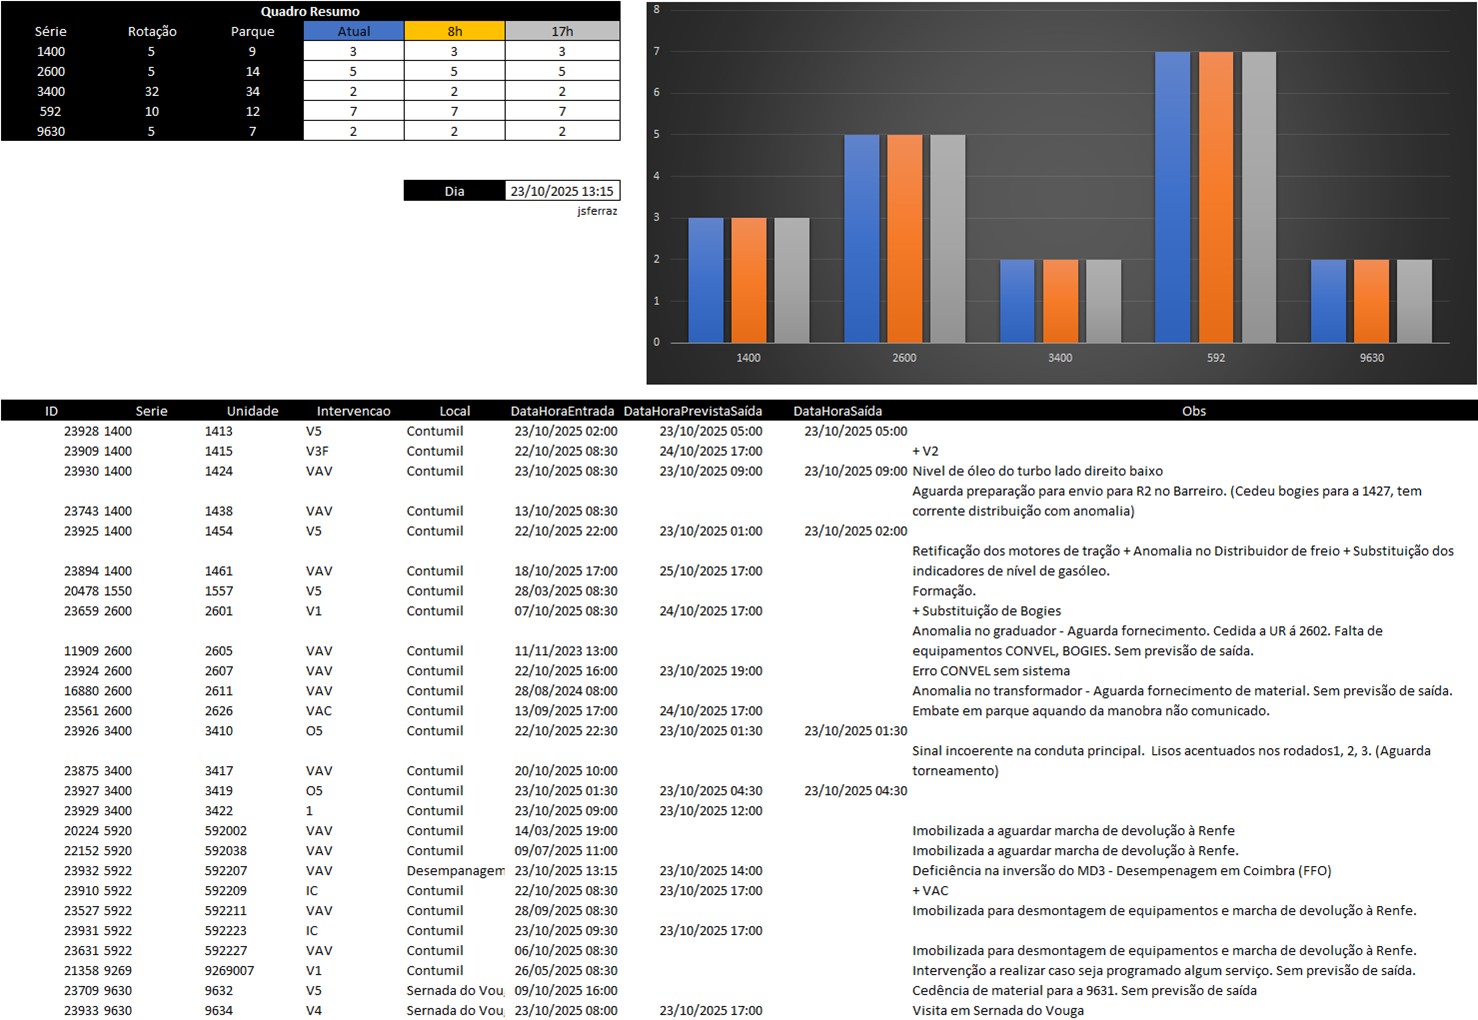 Quadro Resumo
Série Rotação Parque Atual 8h 17h
1400 5 9 3 3 3
2600 5 14 5 5 5
3400 32 34 2 2 2
592 10 12 7 7 7
9630 5 7 2 2 2
Dia 23/10/2025 13:15
jsferraz
8
7
6
5
4
3
2
1
0
1400 2600 3400 592 9630
ID Serie Unidade Intervencao Local DataHoraEntrada DataHoraPrevistaSaída DataHoraSaída Obs
23928 1400 1413 V5 Contumil 23/10/2025 02:00 23/10/2025 05:00 23/10/2025 05:00
23909 1400 1415 V3F Contumil 22/10/2025 08:30 24/10/2025 17:00 + V2
23930 1400 1424 VAV Contumil 23/10/2025 08:30 23/10/2025 09:00 23/10/2025 09:00 Nivel de óleo do turbo lado direito baixo
Aguarda preparação para envio para R2 no Barreiro. (Cedeu bogies para a 1427, tem
23743 1400 1438 VAV Contumil 13/10/2025 08:30 corrente distribuição com anomalia)
23925 1400 1454 V5 Contumil 22/10/2025 22:00 23/10/2025 01:00 23/10/2025 02:00
Retificação dos motores de tração + Anomalia no Distribuidor de freio + Substituição dos
23894 1400 1461 VAV Contumil 18/10/2025 17:00 25/10/2025 17:00 indicadores de nível de gasóleo.
20478 1550 1557 V5 Contumil 28/03/2025 08:30 Formação.
23659 2600 2601 V1 Contumil 07/10/2025 08:30 24/10/2025 17:00 + Substituição de Bogies
Anomalia no graduador - Aguarda fornecimento. Cedida a UR á 2602. Falta de
11909 2600 2605 VAV Contumil 11/11/2023 13:00 equipamentos CONVEL, BOGIES. Sem previsão de saída.
23924 2600 2607 VAV Contumil 22/10/2025 16:00 23/10/2025 19:00 Erro CONVEL sem sistema
16880 2600 2611 VAV Contumil 28/08/2024 08:00 Anomalia no transformador - Aguarda fornecimento de material. Sem previsão de saída.
23561 2600 2626 VAC Contumil 13/09/2025 17:00 24/10/2025 17:00 Embate em parque aquando da manobra não comunicado.
23926 3400 3410 O5 Contumil 22/10/2025 22:30 23/10/2025 01:30 23/10/2025 01:30
Sinal incoerente na conduta principal.  Lisos acentuados nos rodados1, 2, 3. (Aguarda
23875 3400 3417 VAV Contumil 20/10/2025 10:00 torneamento)
23927 3400 3419 O5 Contumil 23/10/2025 01:30 23/10/2025 04:30 23/10/2025 04:30
23929 3400 3422 1 Contumil 23/10/2025 09:00 23/10/2025 12:00
20224 5920 592002 VAV Contumil 14/03/2025 19:00 Imobilizada a aguardar marcha de devolução à Renfe
22152 5920 592038 VAV Contumil 09/07/2025 11:00 Imobilizada a aguardar marcha de devolução à Renfe.
23932 5922 592207 VAV Desempanagem 23/10/2025 13:15 23/10/2025 14:00 Deficiência na inversão do MD3 - Desempenagem em Coimbra (FFO)
23910 5922 592209 IC Contumil 22/10/2025 08:30 23/10/2025 17:00 + VAC
23527 5922 592211 VAV Contumil 28/09/2025 08:30 Imobilizada para desmontagem de equipamentos e marcha de devolução à Renfe.
23931 5922 592223 IC Contumil 23/10/2025 09:30 23/10/2025 17:00
23631 5922 592227 VAV Contumil 06/10/2025 08:30 Imobilizada para desmontagem de equipamentos e marcha de devolução à Renfe.
21358 9269 9269007 V1 Contumil 26/05/2025 08:30 Intervenção a realizar caso seja programado algum serviço. Sem previsão de saída.
23709 9630 9632 V5 Sernada do Vou 09/10/2025 16:00 Cedência de material para a 9631. Sem previsão de saída
23933 9630 9634 V4 Sernada do Vou 23/10/2025 08:00 23/10/2025 17:00 Visita em Sernada do Vouga